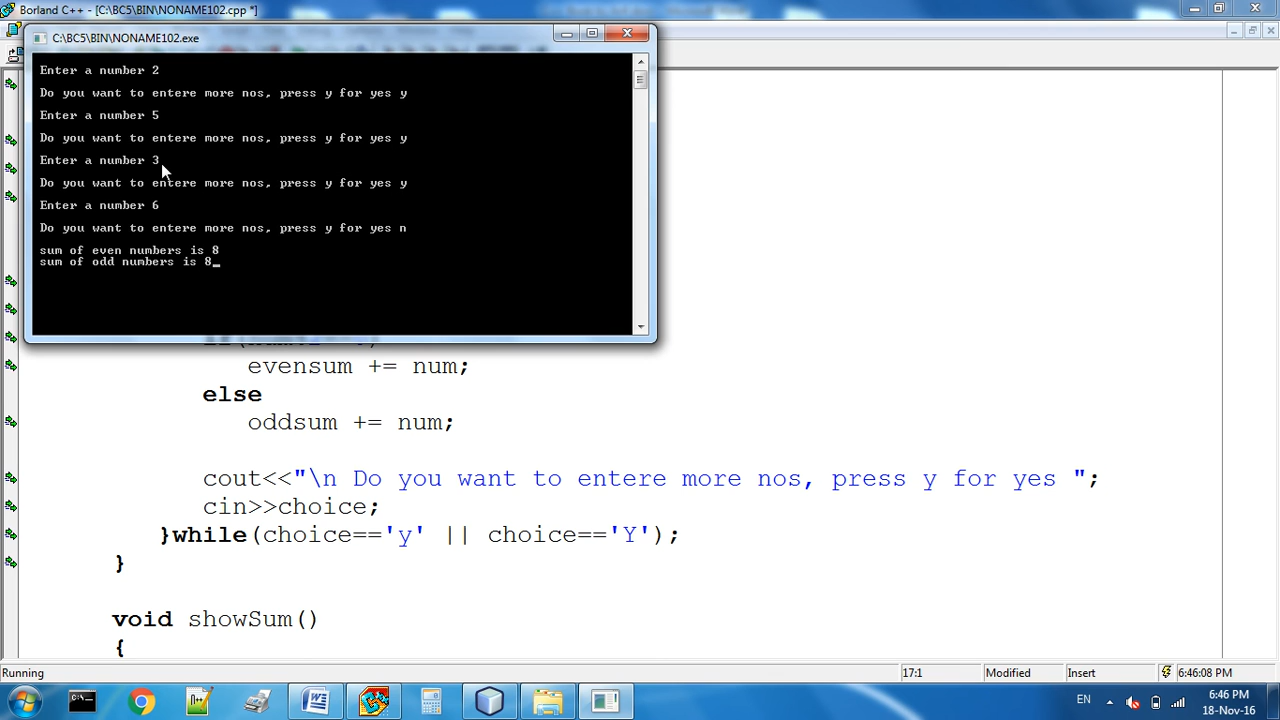 Borland C++ - [C:\BC5\BIN\NONAME102.cpp *]
C:\BC5\BIN\NONAME102.exe
Enter a number 2
Do you want to entere more nos, press y for yes y
Enter a number 5
Do you want to entere more nos, press y for yes y
Enter a number 3
Do you want to entere more nos, press y for yes y
Enter a number 6
Do you want to entere more nos, press y for yes n
sum of even numbers is 8
sum of odd numbers is 8_
evensum += num;
else
oddsum += num;
cout<<"\n Do you want to entere more nos, press y for yes ";
cin>>choice;
}while(choice=='y' || choice=='Y');
}
void showSum()
{
Running 17:1 Modified Insert 6:46:08 PM
EN 6:46 PM
18-Nov-16